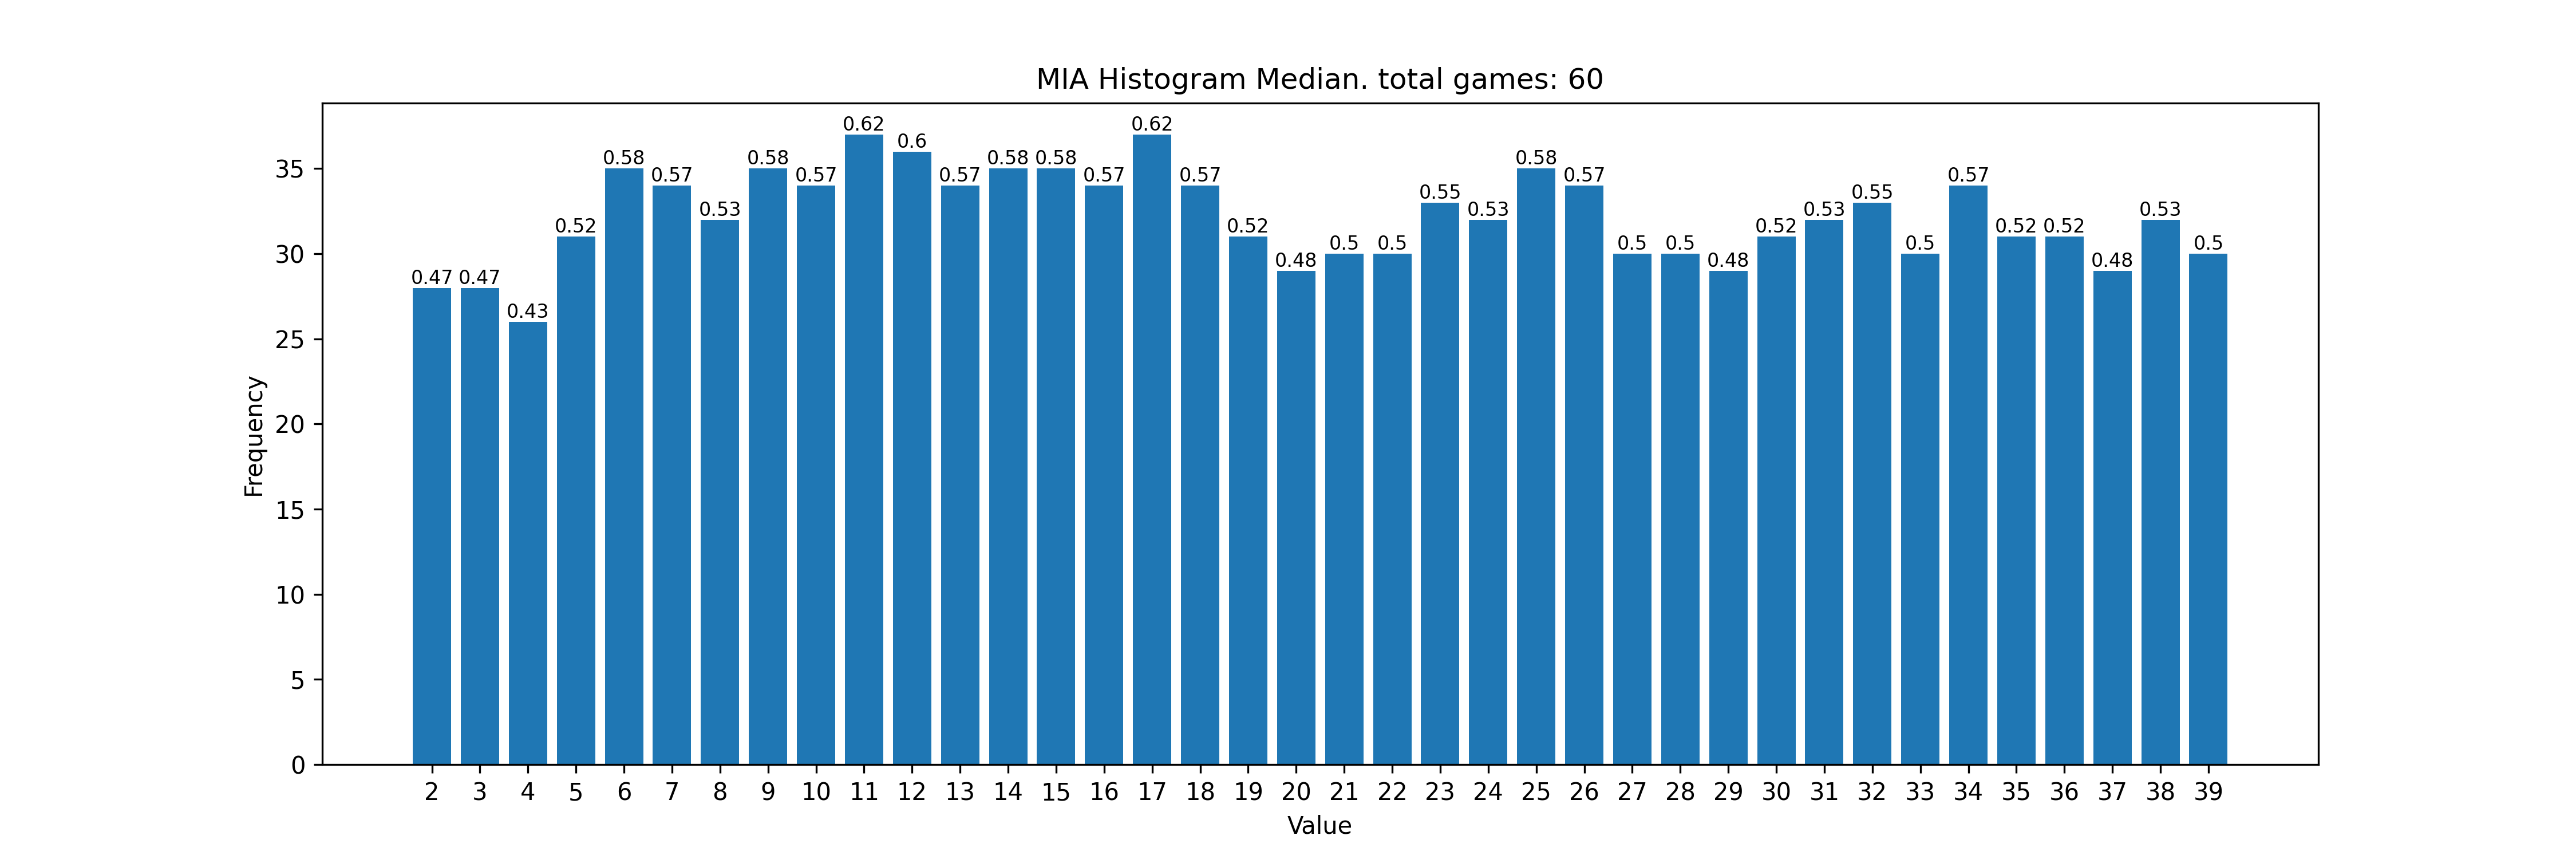 MIA Histogram Median. total games: 60
0.47 0.47 0.43 0.52 0.58 0.57 0.53 0.58 0.57 0.62 0.6 0.57 0.58 0.58 0.57 0.62 0.57 0.52 0.48 0.5 0.5 0.55 0.53 0.58 0.57 0.5 0.5 0.48 0.52 0.53 0.55 0.5 0.57 0.52 0.52 0.48 0.53 0.5
35
30
25
20
15
10
5
0
Frequency
2 3 4 5 6 7 8 9 10 11 12 13 14 15 16 17 18 19 20 21 22 23 24 25 26 27 28 29 30 31 32 33 34 35 36 37 38 39
Value